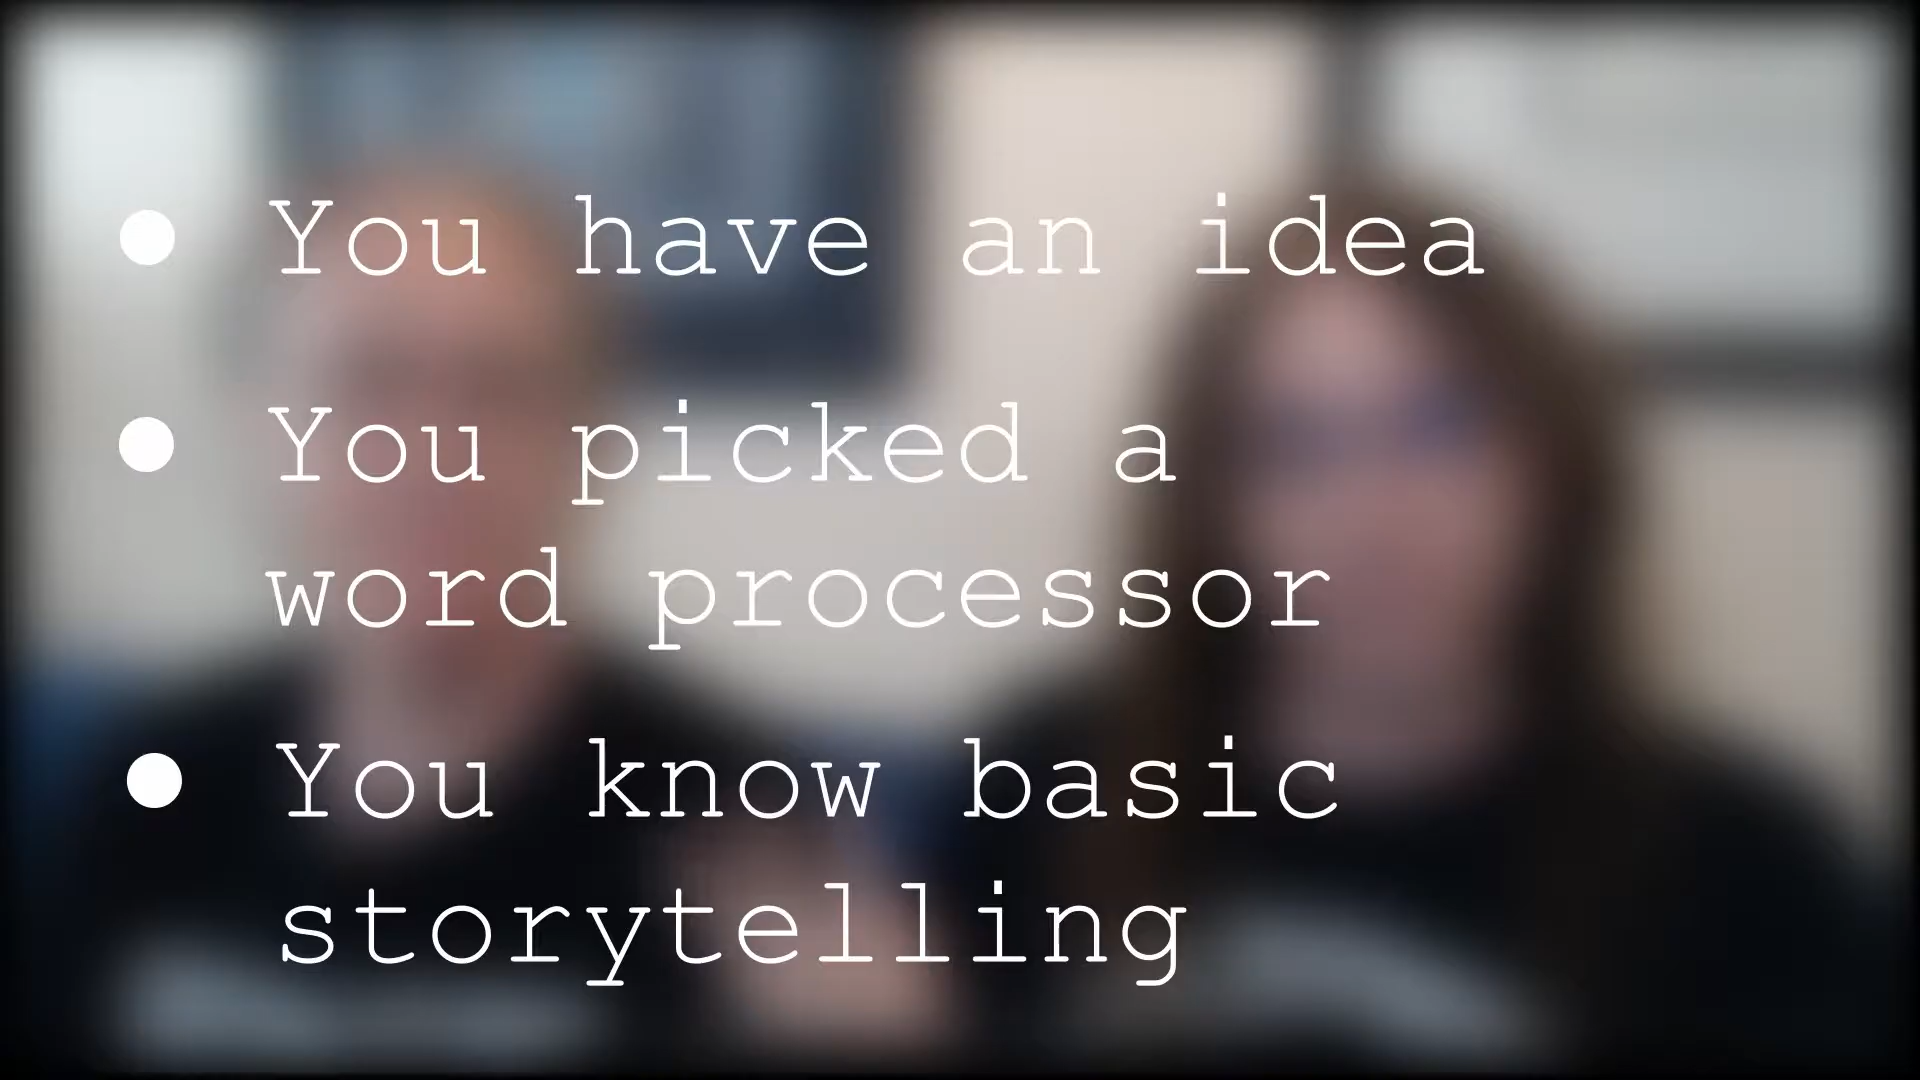 ● You have an idea
● You picked a
word processor
● You know basic
storytelling